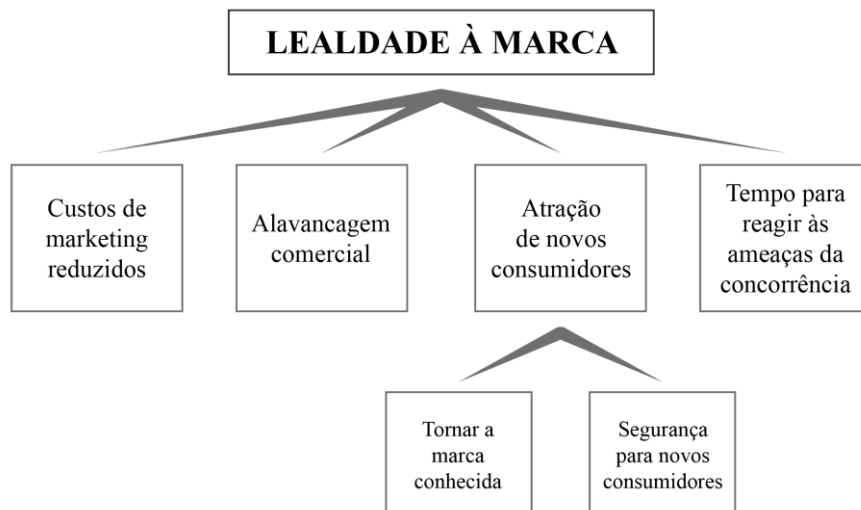 LEALDADE À MARCA
Custos de
marketing
reduzidos
Alavancagem
comercial
Atração
de novos
consumidores
Tempo para
reagir às
ameaças da
concorrência
Tornar a
marca
conhecida
Segurança
para novos
consumidores